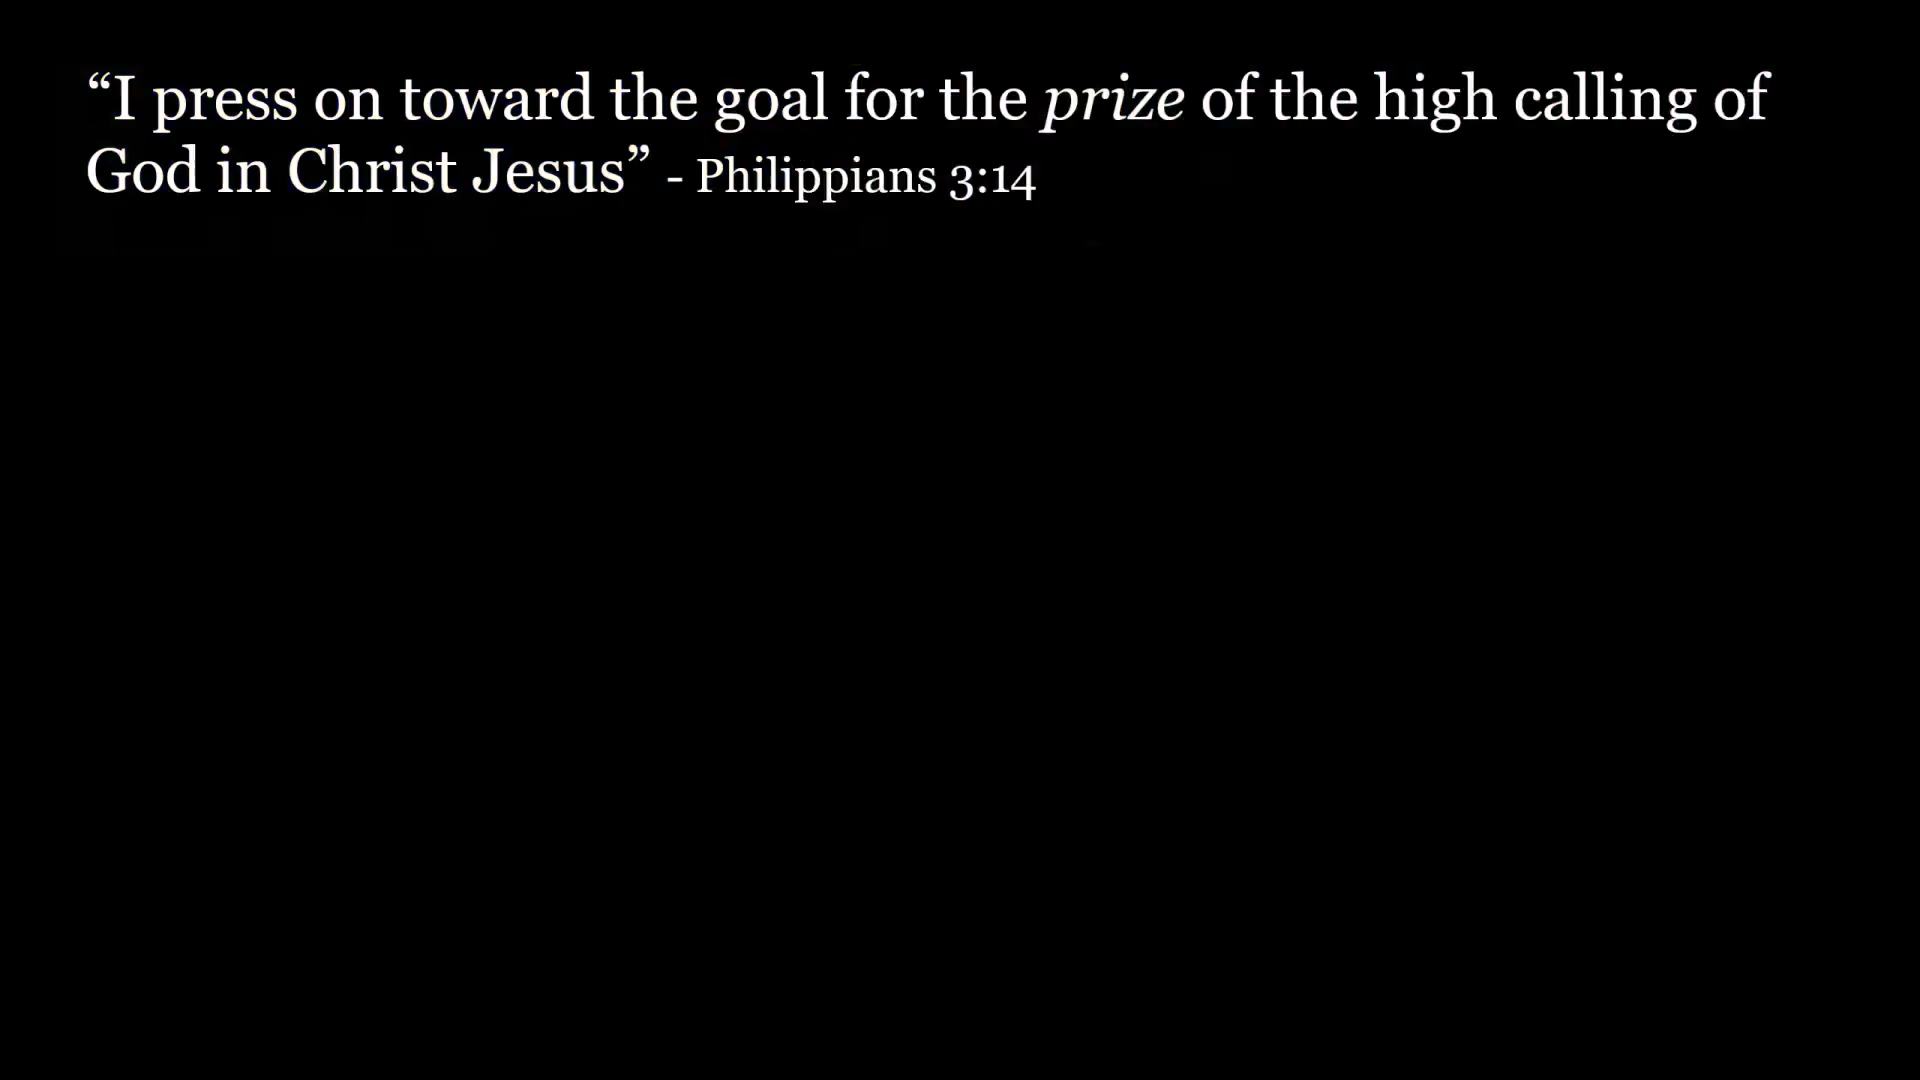 “I press on toward the goal for the prize of the high calling of
God in Christ Jesus” - Philippians 3:14